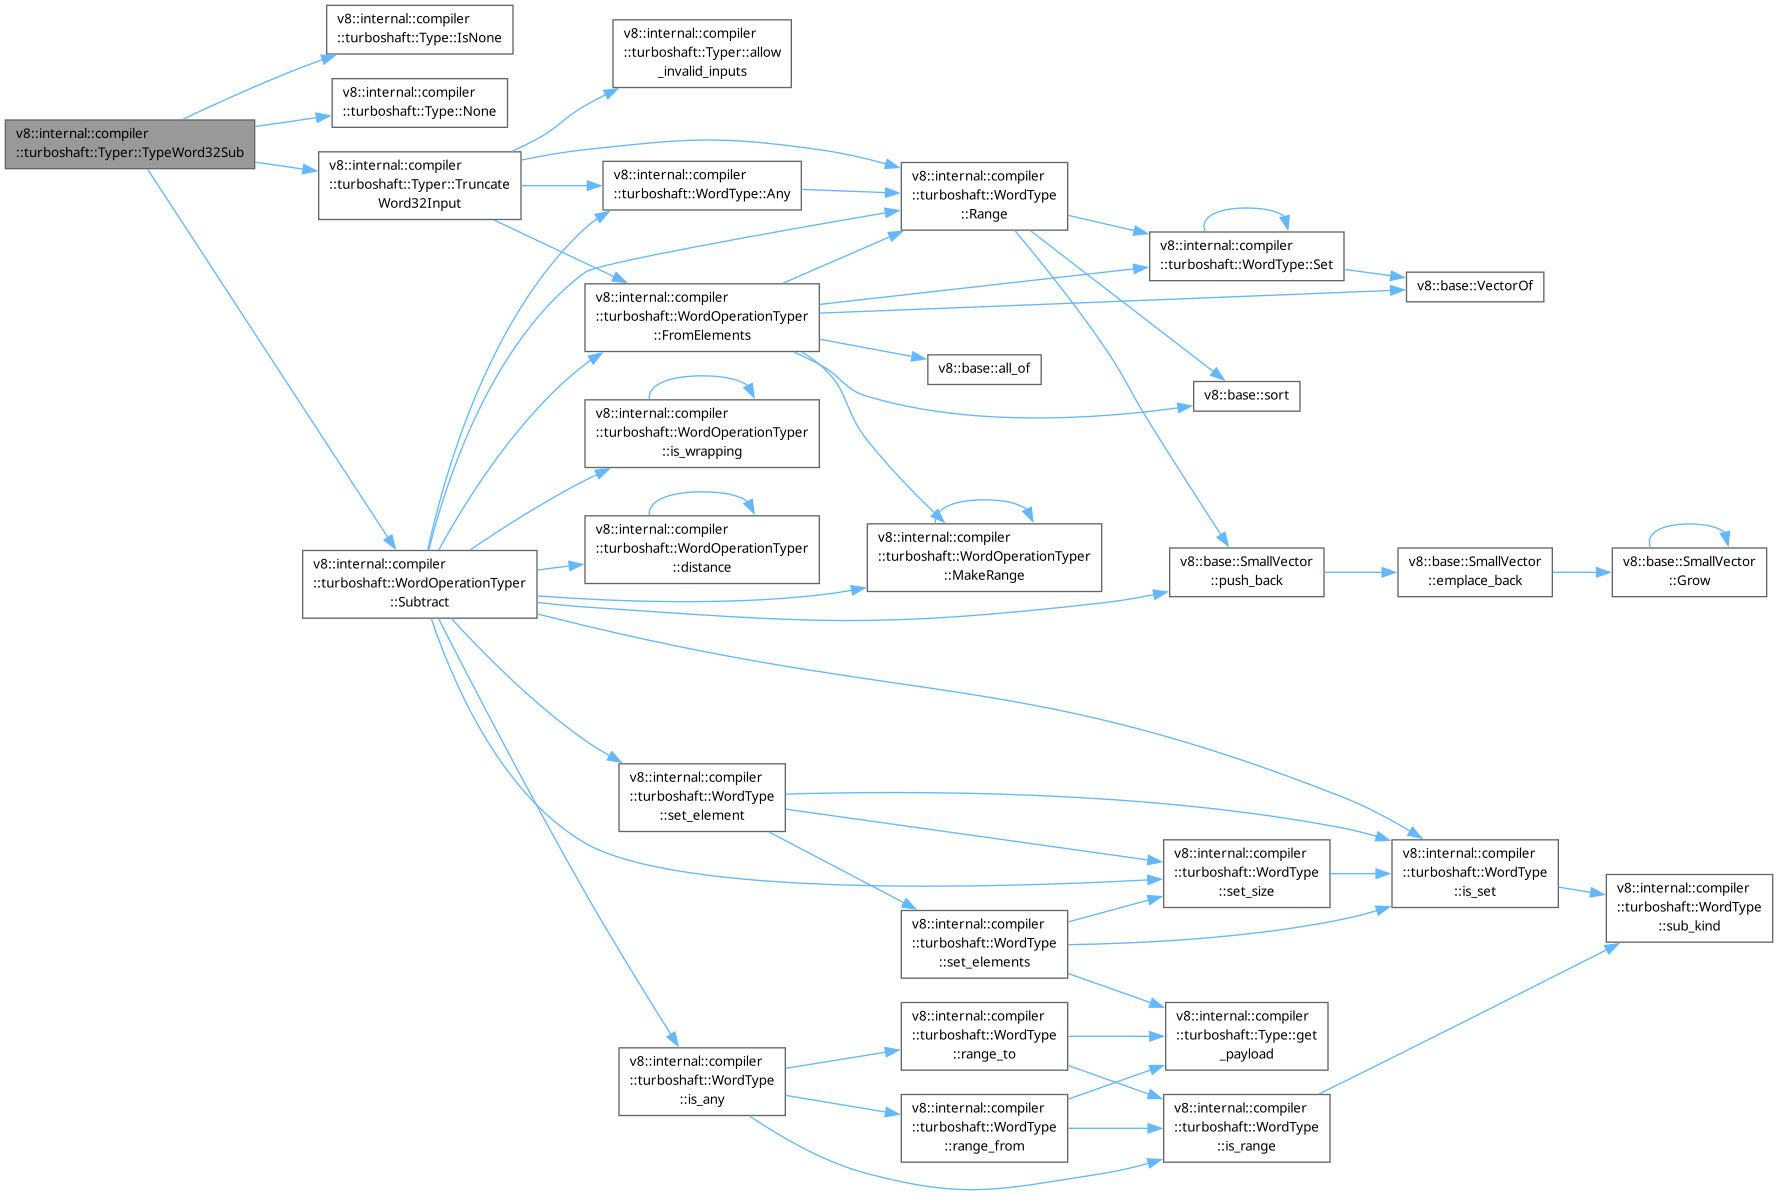 v8::internal::compiler
::turboshaft::Type::IsNone
v8::internal::compiler
::turboshaft::Type::None
v8::internal::compiler
::turboshaft::Typer::TypeWord32Sub
v8::internal::compiler
::turboshaft::Typer::Truncate
Word32Input
v8::internal::compiler
::turboshaft::WordOperationTyper
::Subtract
v8::internal::compiler
::turboshaft::Typer::allow
_invalid_inputs
v8::internal::compiler
::turboshaft::WordType::Any
v8::internal::compiler
::turboshaft::WordOperationTyper
::FromElements
v8::internal::compiler
::turboshaft::WordOperationTyper
::is_wrapping
v8::internal::compiler
::turboshaft::WordOperationTyper
::distance
v8::internal::compiler
::turboshaft::WordType
::set_element
v8::internal::compiler
::turboshaft::WordType
::is_any
v8::internal::compiler
::turboshaft::WordType
::Range
v8::base::all_of
v8::internal::compiler
::turboshaft::WordOperationTyper
::MakeRange
v8::internal::compiler
::turboshaft::WordType
::set_elements
v8::internal::compiler
::turboshaft::WordType
::range_to
v8::internal::compiler
::turboshaft::WordType
::range_from
v8::internal::compiler
::turboshaft::WordType::Set
v8::base::sort
v8::base::SmallVector
::push_back
v8::internal::compiler
::turboshaft::WordType
::set_size
v8::internal::compiler
::turboshaft::Type::get
_payload
v8::internal::compiler
::turboshaft::WordType
::is_range
v8::base::VectorOf
v8::base::SmallVector
::emplace_back
v8::internal::compiler
::turboshaft::WordType
::is_set
v8::base::SmallVector
::Grow
v8::internal::compiler
::turboshaft::WordType
::sub_kind